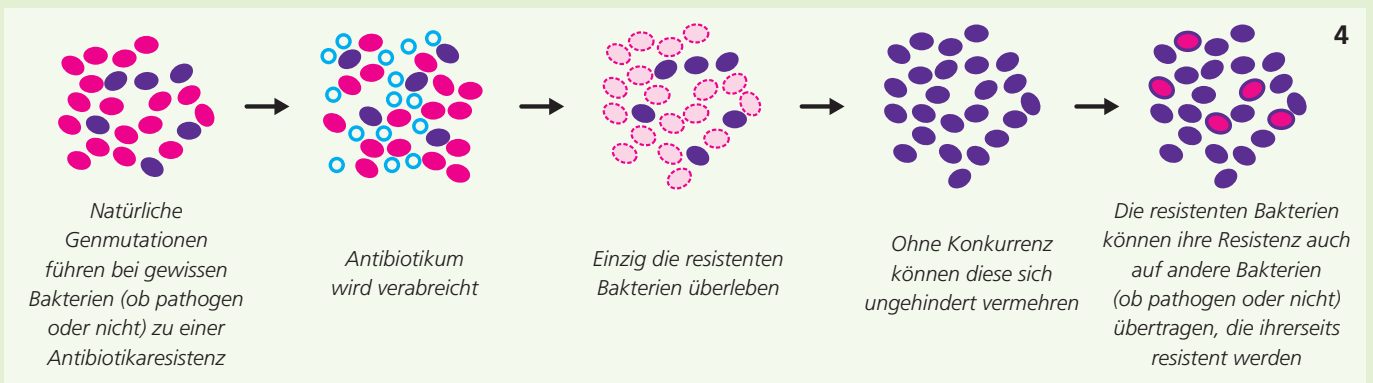 4
Natürliche
Genmutationen
führen bei gewissen
Bakterien (ob pathogen
oder nicht) zu einer
Antibiotikaresistenz
Antibiotikum
wird verabreicht
Einzig die resistenten
Bakterien überleben
Ohne Konkurrenz
können diese sich
ungehindert vermehren
Die resistenten Bakterien
können ihre Resistenz auch
auf andere Bakterien
(ob pathogen oder nicht)
übertragen, die ihrerseits
resistent werden